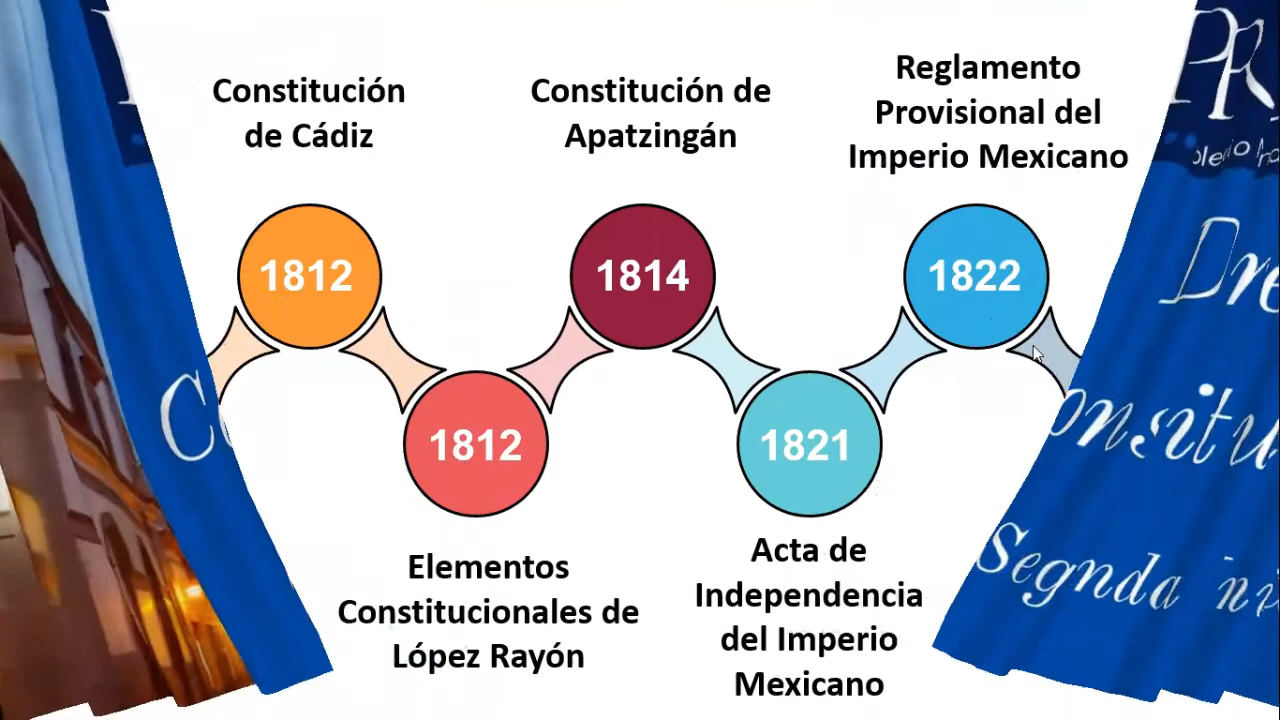 Constitución
de Cádiz
Constitución de
Apatzingán
Reglamento
Provisional del
Imperio Mexicano
1812
1814
1822
1812
1821
Elementos
Constitucionales de
López Rayón
Acta de
Independencia
del Imperio
Mexicano
Segnda